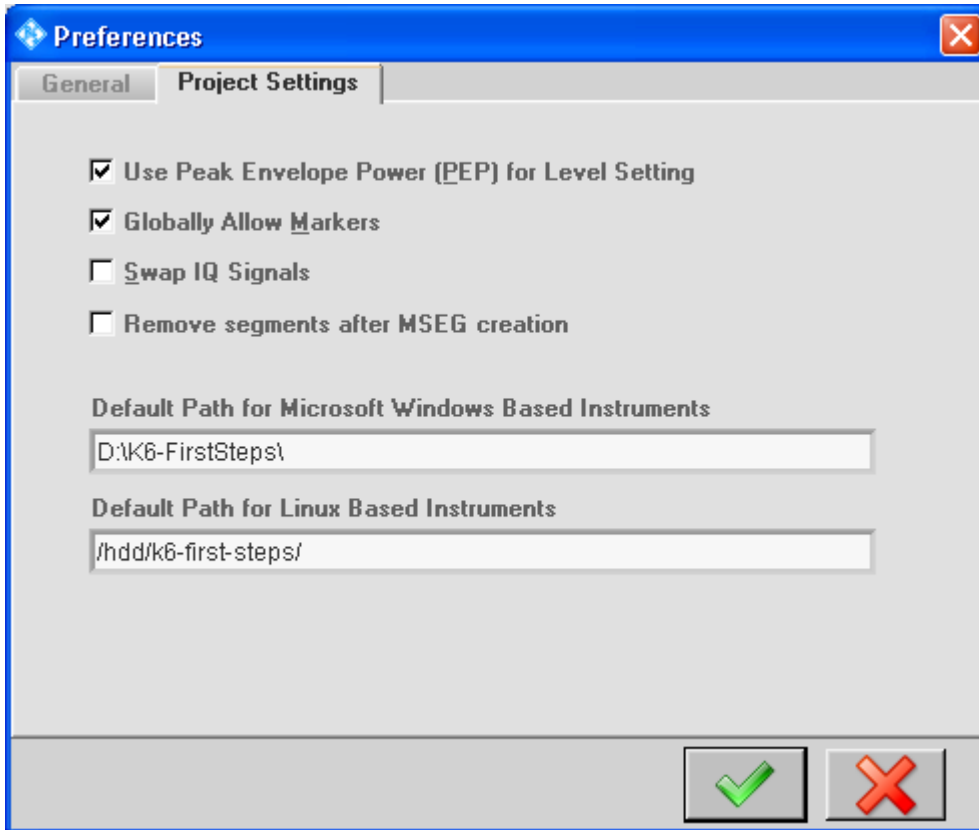 Preferences
General
Project Settings
Use Peak Envelope Power (PEP) for Level Setting
Globally Allow Markers
Swap IQ Signals
Remove segments after MSEG creation
Default Path for Microsoft Windows Based Instruments
D:\K6-FirstSteps\
Default Path for Linux Based Instruments
/hdd/k6-first-steps/